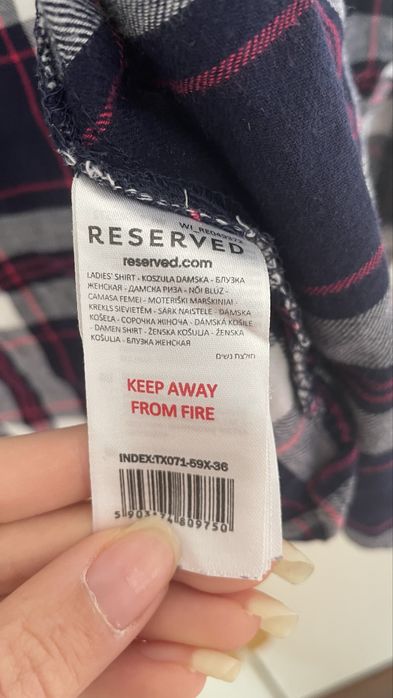 RESERVED
reserved.com
LADIES' SHIRT - KOSZULA DAMSKA - БЛУЗКА
ЖЕНСКАЯ - ДАМСКА РИЗА - NŐI BLÚZ -
CAMASA FEMEI - MOTERIŠKI MARŠKINIAI -
KREKLS SIEVIETĒM - SÄRK NAISTELE - DÁMSKA
KOŠEĽA - СОРОЧКА ЖІНОЧА - DÁMSKÁ KOŠILE
- DAMEN SHIRT - ŽENSKA KOŠULJA - ŽENSKA
KOŠULJA - БЛУЗКА ЖЕНСКАЯ
חולצת נשים
KEEP AWAY
FROM FIRE
INDEX:TX071-59X-36